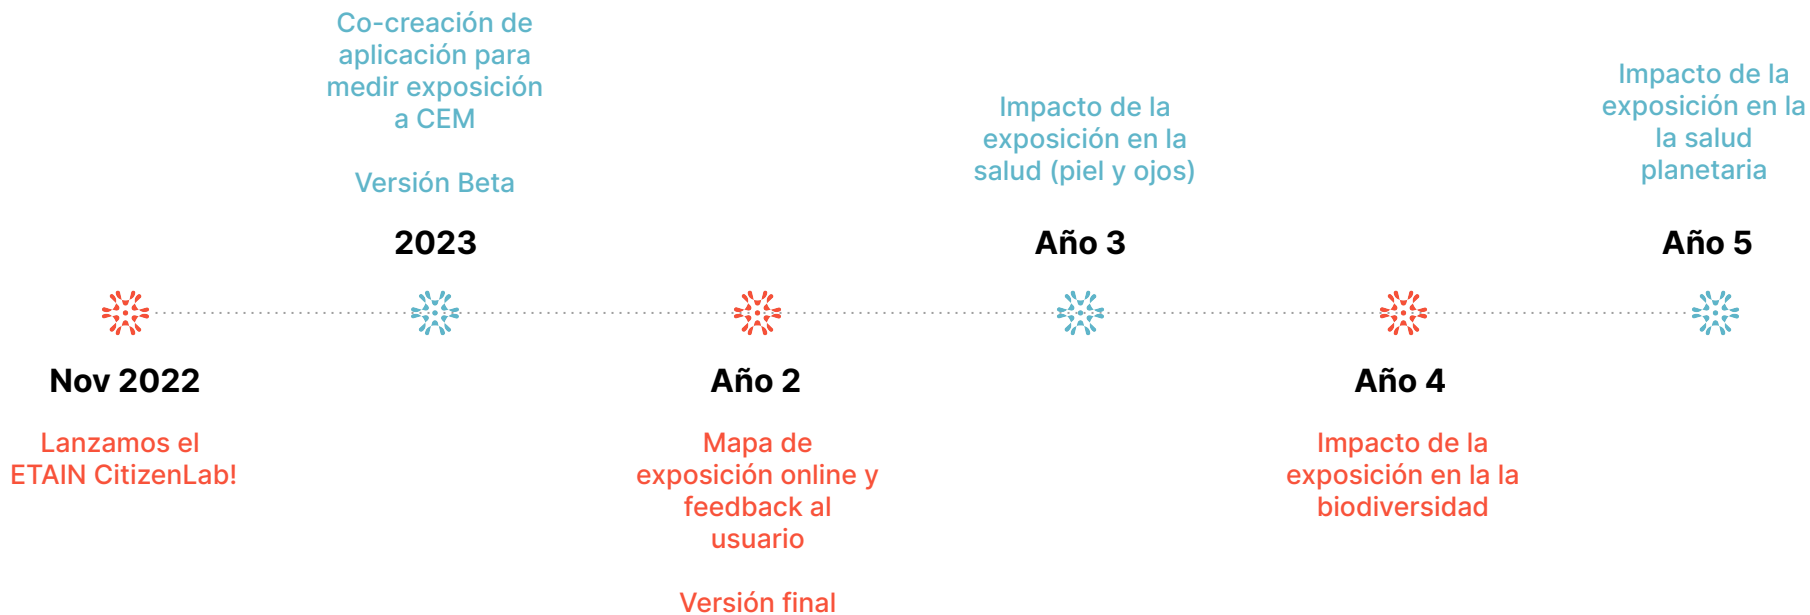 Nov 2022
Lanzamos el
ETAIN CitizenLab!
Co-creación de
aplicación para
medir exposición
a CEM
Versión Beta
2023
Año 2
Mapa de
exposición online y
feedback al
usuario
Versión final
Impacto de la
exposición en la
salud (piel y ojos)
Año 3
Año 4
Impacto de la
exposición en la la
biodiversidad
Impacto de la
exposición en la
la salud
planetaria
Año 5